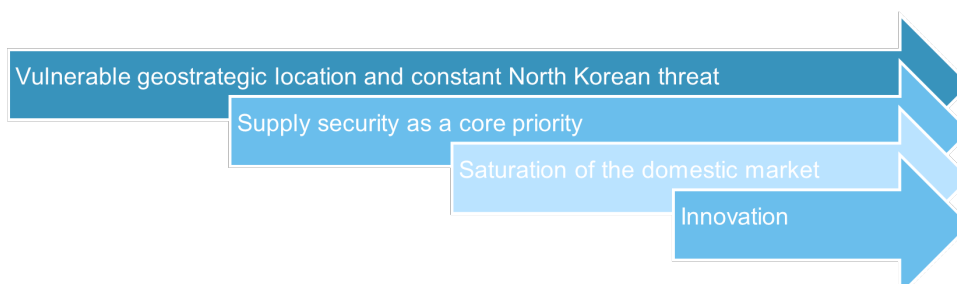 Vulnerable geostrategic location and constant North Korean threat
Supply security as a core priority
Saturation of the domestic market
Innovation